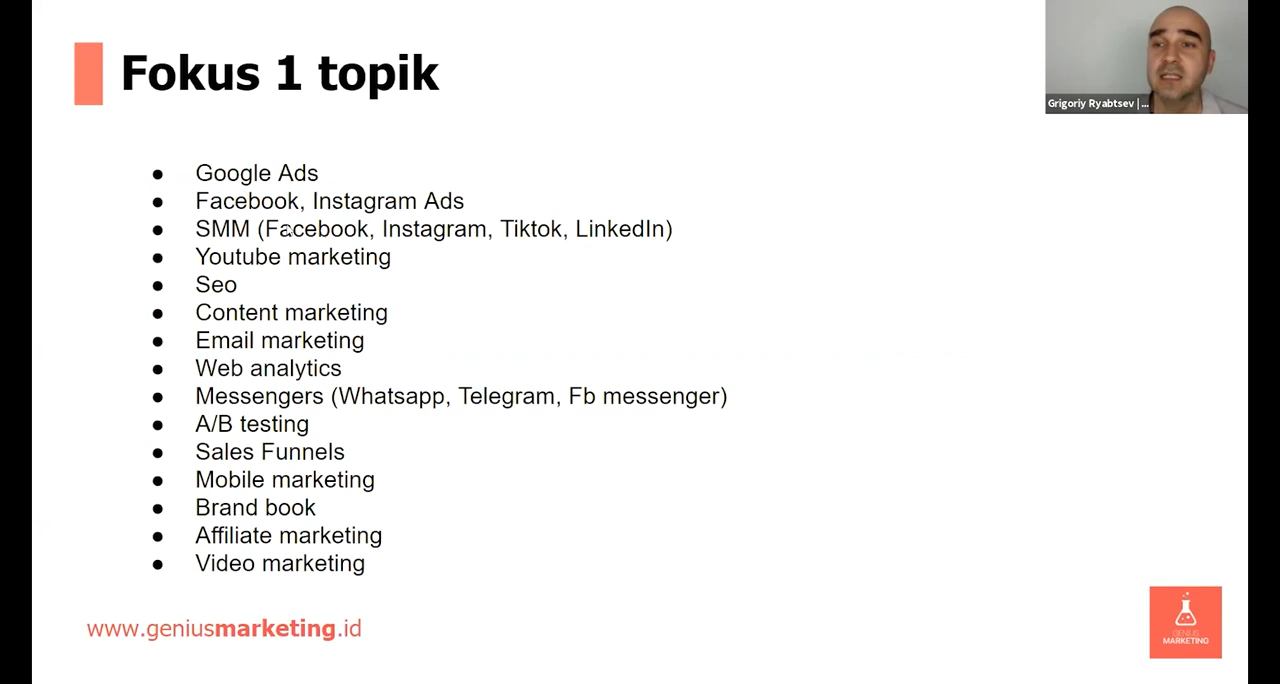 Fokus 1 topik
Grigoriy Ryabtsev | ...
● Google Ads
● Facebook, Instagram Ads
● SMM (Facebook, Instagram, Tiktok, LinkedIn)
● Youtube marketing
● Seo
● Content marketing
● Email marketing
● Web analytics
● Messengers (Whatsapp, Telegram, Fb messenger)
● A/B testing
● Sales Funnels
● Mobile marketing
● Brand book
● Affiliate marketing
● Video marketing
www.geniusmarketing.id
GENIUS
MARKETING